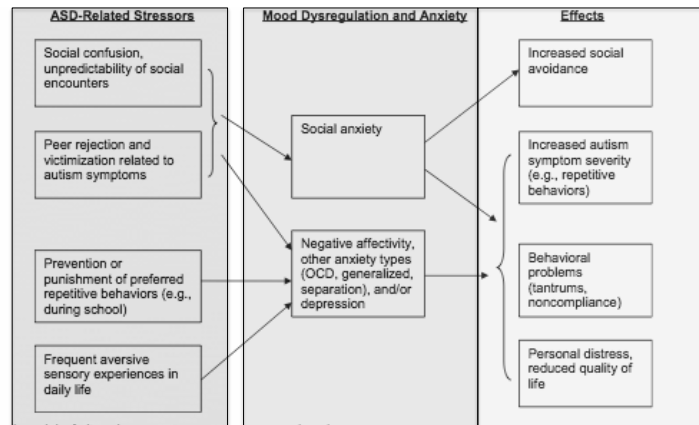 ASD-Related Stressors
Social confusion,
unpredictability of social
encounters
Peer rejection and
victimization related to
autism symptoms
Prevention or
punishment of preferred
repetitive behaviors (e.g.,
during school)
Frequent aversive
sensory experiences in
daily life
Mood Dysregulation and Anxiety
Social anxiety
Negative affectivity,
other anxiety types
(OCD, generalized,
separation), and/or
depression
Effects
Increased social
avoidance
Increased autism
symptom severity
(e.g., repetitive
behaviors)
Behavioral
problems
(tantrums,
noncompliance)
Personal distress,
reduced quality of
life